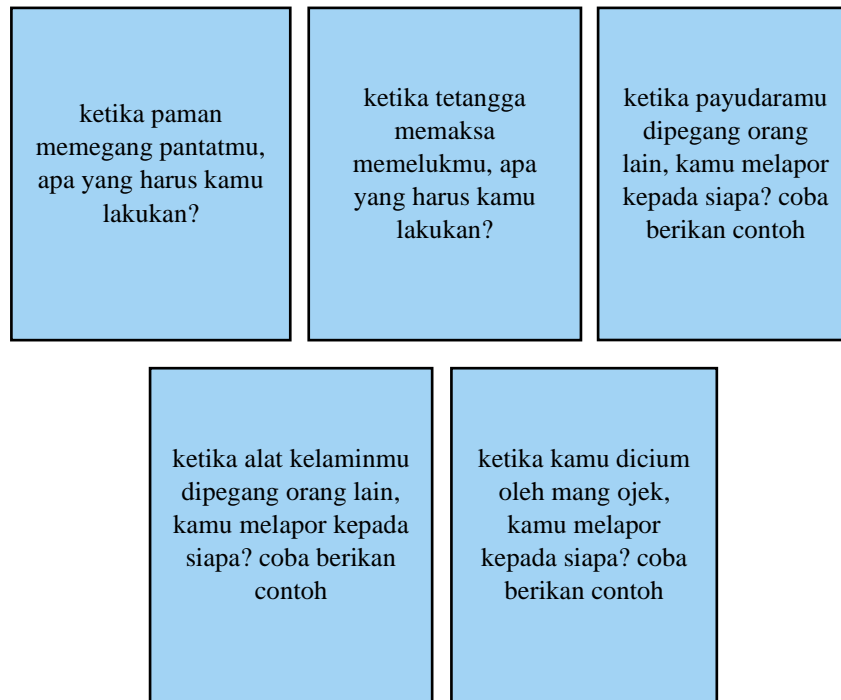 ketika paman
memegang pantatmu,
apa yang harus kamu
lakukan?
ketika tetangga
memaksa
memelukmu, apa
yang harus kamu
lakukan?
ketika payudaramu
dipegang orang
lain, kamu melapor
kepada siapa? coba
berikan contoh
ketika alat kelaminmu
dipegang orang lain,
kamu melapor kepada
siapa? coba berikan
contoh
ketika kamu dicium
oleh mang ojek,
kamu melapor
kepada siapa? coba
berikan contoh